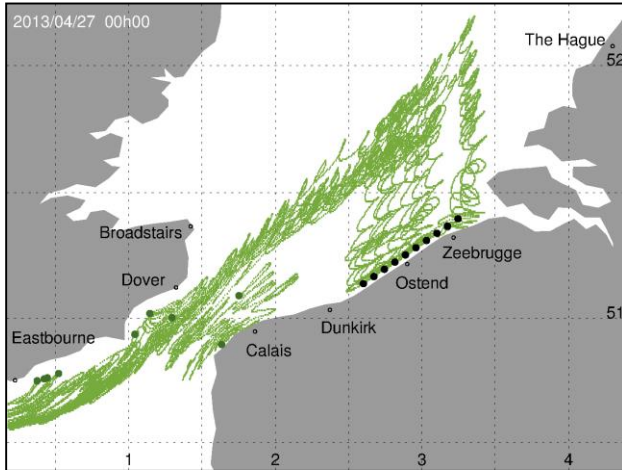 2013/04/27 00h00
The Hague
52
Broadstairs
Zeebrugge
Dover
Ostend
51
Eastbourne
Dunkirk
Calais
1 2 3 4